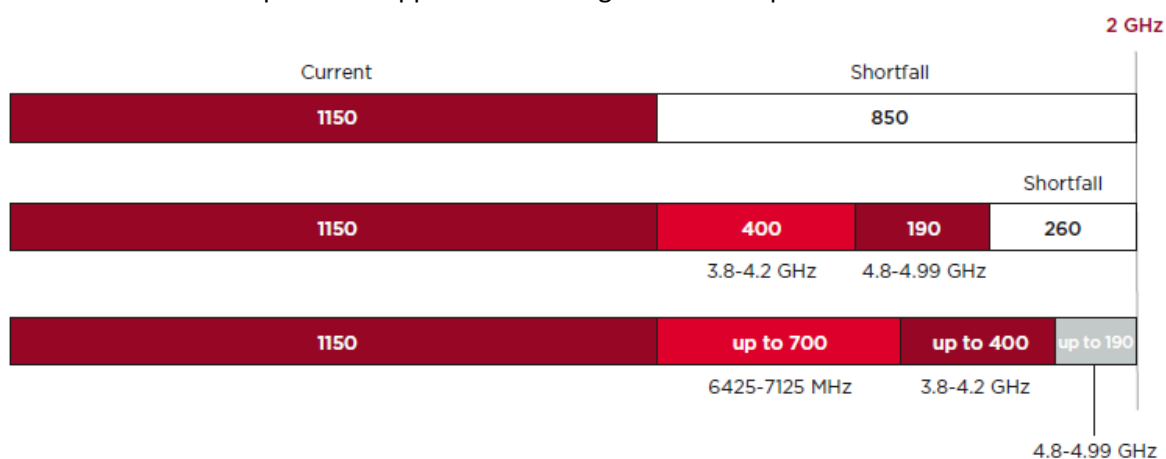 2 GHz
Current Shortfall
1150 850
Shortfall
1150 400 190 260
3.8-4.2 GHz 4.8-4.99 GHz
1150 up to 700 up to 400 up to 190
6425-7125 MHz 3.8-4.2 GHz
4.8-4.99 GHz